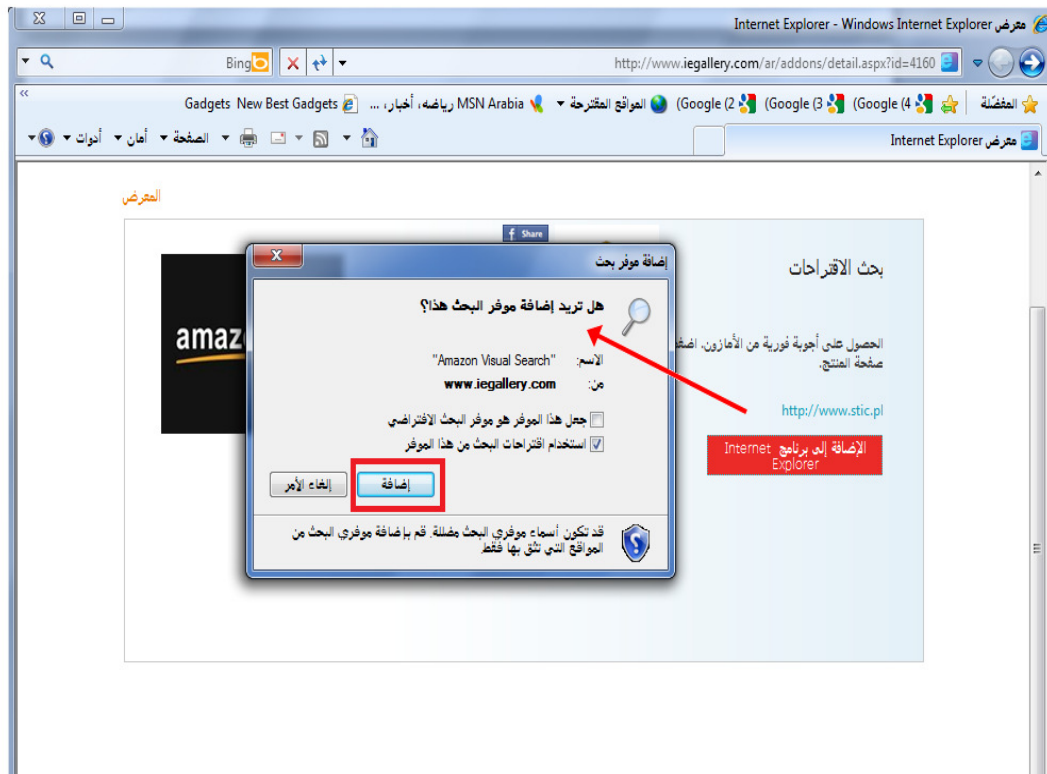 معرض Internet Explorer - Windows Internet Explorer
http://www.iegallery.com/ar/addons/detail.aspx?id=4160
Bing
المفضلة
(Google (4
(Google (3
(Google (2
المواقع المقترحة
MSN Arabia رياضه، أخبار، ...
Gadgets New Best Gadgets
معرض Internet Explorer
الصفحة
أمان
أدوات
المعرض
Share
بحث الاقتراحات
الحصول على أجوبة فورية من الأمازون.
صفحة المنتج.
http://www.stic.pl
الإضافة إلى برنامج Internet
Explorer
amaz
إضافة موفر بحث
هل تريد إضافة موفر البحث هذا؟
الاسم: "Amazon Visual Search"
من: www.iegallery.com
جعل هذا الموفر هو موفر البحث الافتراضي
استخدام اقتراحات البحث من هذا الموفر
إضافة
إلغاء الأمر
قد تكون أسماء موفري البحث مضللة. قم بإضافة موفري البحث من
المواقع التي تثق بها فقط